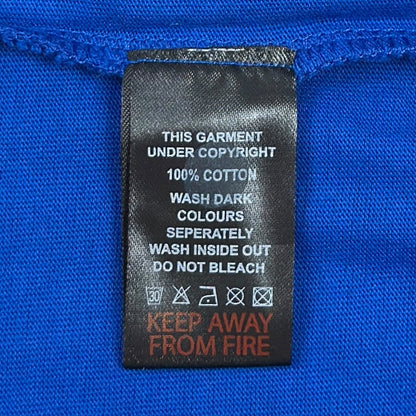 THIS GARMENT
UNDER COPYRIGHT
100% COTTON
WASH DARK
COLOURS
SEPERATELY
WASH INSIDE OUT
DO NOT BLEACH
30
KEEP AWAY
FROM FIRE